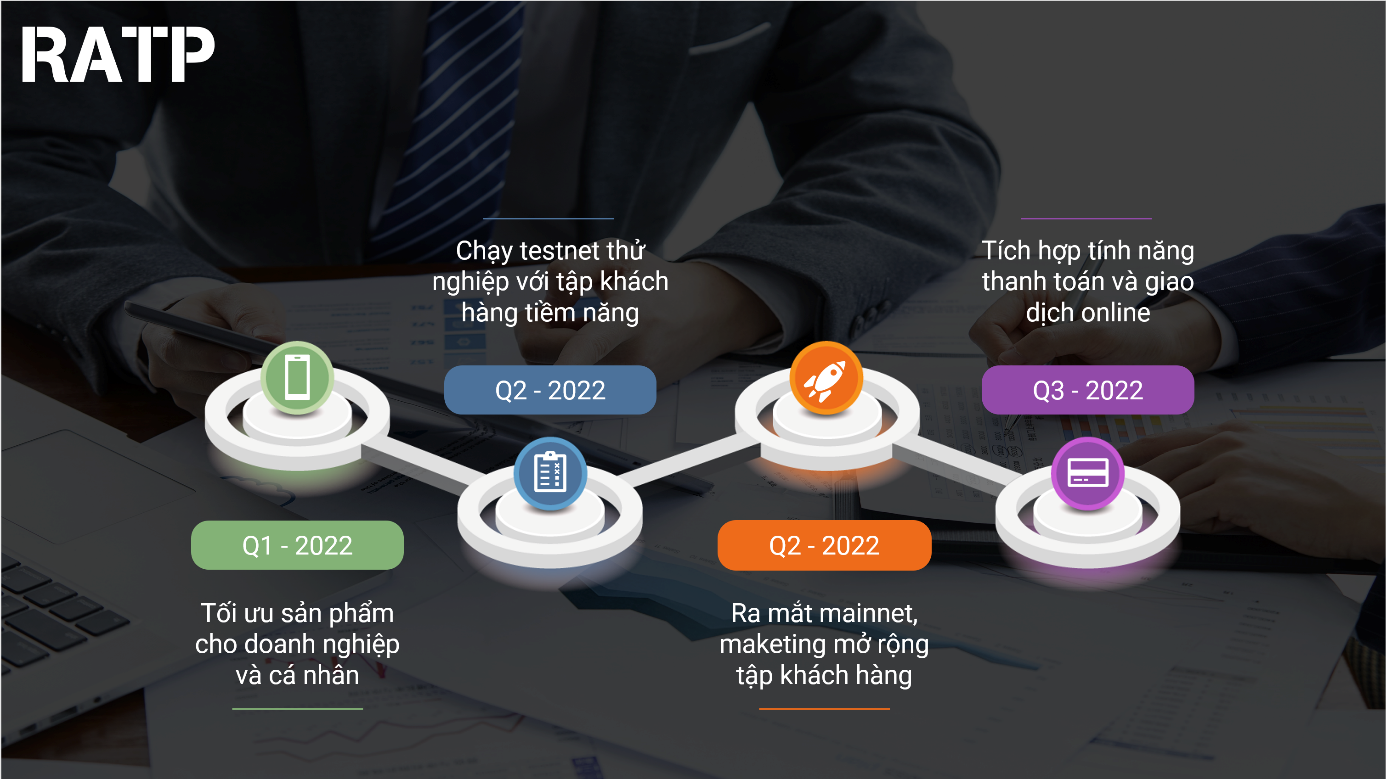 RATP
Chạy testnet thử
nghiệp với tập khách
hàng tiềm năng
Tích hợp tính năng
thanh toán và giao
dịch online
Q2 - 2022
Q3 - 2022
Q1 - 2022
Q2 - 2022
Tối ưu sản phẩm
cho doanh nghiệp
và cá nhân
Ra mắt mainnet,
maketing mở rộng
tập khách hàng